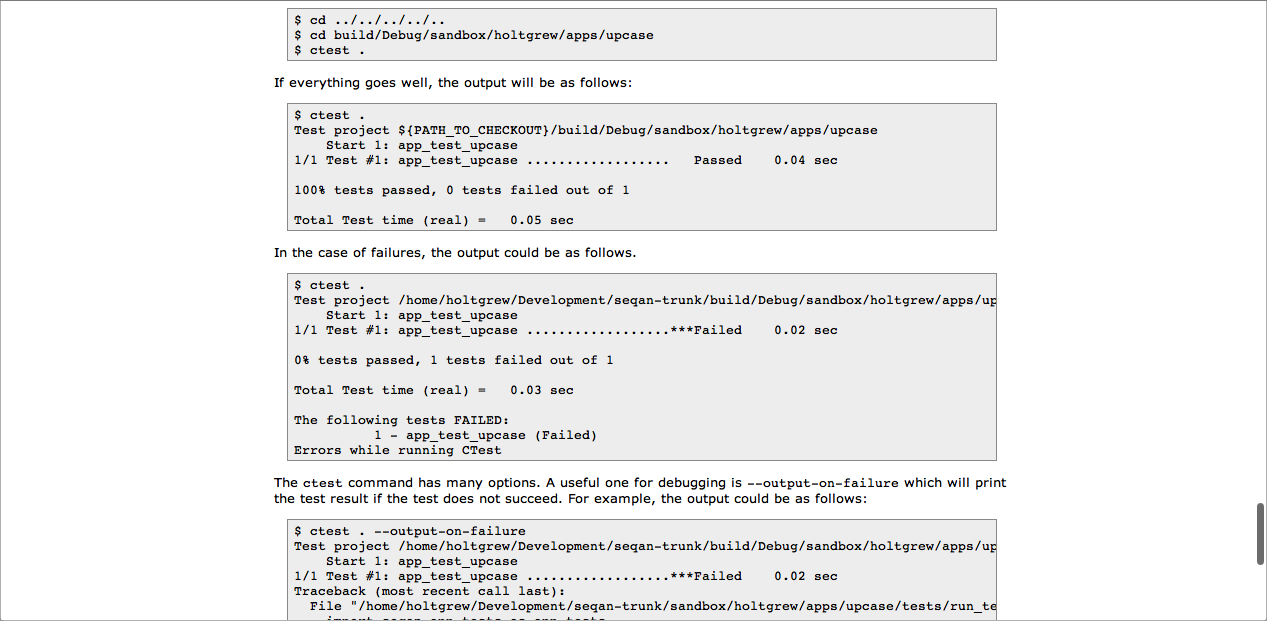 $ cd ../../../../..
$ cd build/Debug/sandbox/holtgrew/apps/upcase
$ ctest .
If everything goes well, the output will be as follows:
$ ctest .
Test project ${PATH_TO_CHECKOUT}/build/Debug/sandbox/holtgrew/apps/upcase
Start 1: app_test_upcase
1/1 Test #1: app_test_upcase .................. Passed 0.04 sec
100% tests passed, 0 tests failed out of 1
Total Test time (real) = 0.05 sec
In the case of failures, the output could be as follows.
$ ctest .
Test project /home/holtgrew/Development/seqan-trunk/build/Debug/sandbox/holtgrew/apps/up
Start 1: app_test_upcase
1/1 Test #1: app_test_upcase ..................***Failed 0.02 sec
0% tests passed, 1 tests failed out of 1
Total Test time (real) = 0.03 sec
The following tests FAILED:
1 - app_test_upcase (Failed)
Errors while running CTest
The ctest command has many options. A useful one for debugging is --output-on-failure which will print
the test result if the test does not succeed. For example, the output could be as follows:
$ ctest . --output-on-failure
Test project /home/holtgrew/Development/seqan-trunk/build/Debug/sandbox/holtgrew/apps/up
Start 1: app_test_upcase
1/1 Test #1: app_test_upcase ..................***Failed 0.02 sec
Traceback (most recent call last):
File "/home/holtgrew/Development/seqan-trunk/sandbox/holtgrew/apps/upcase/tests/run_te